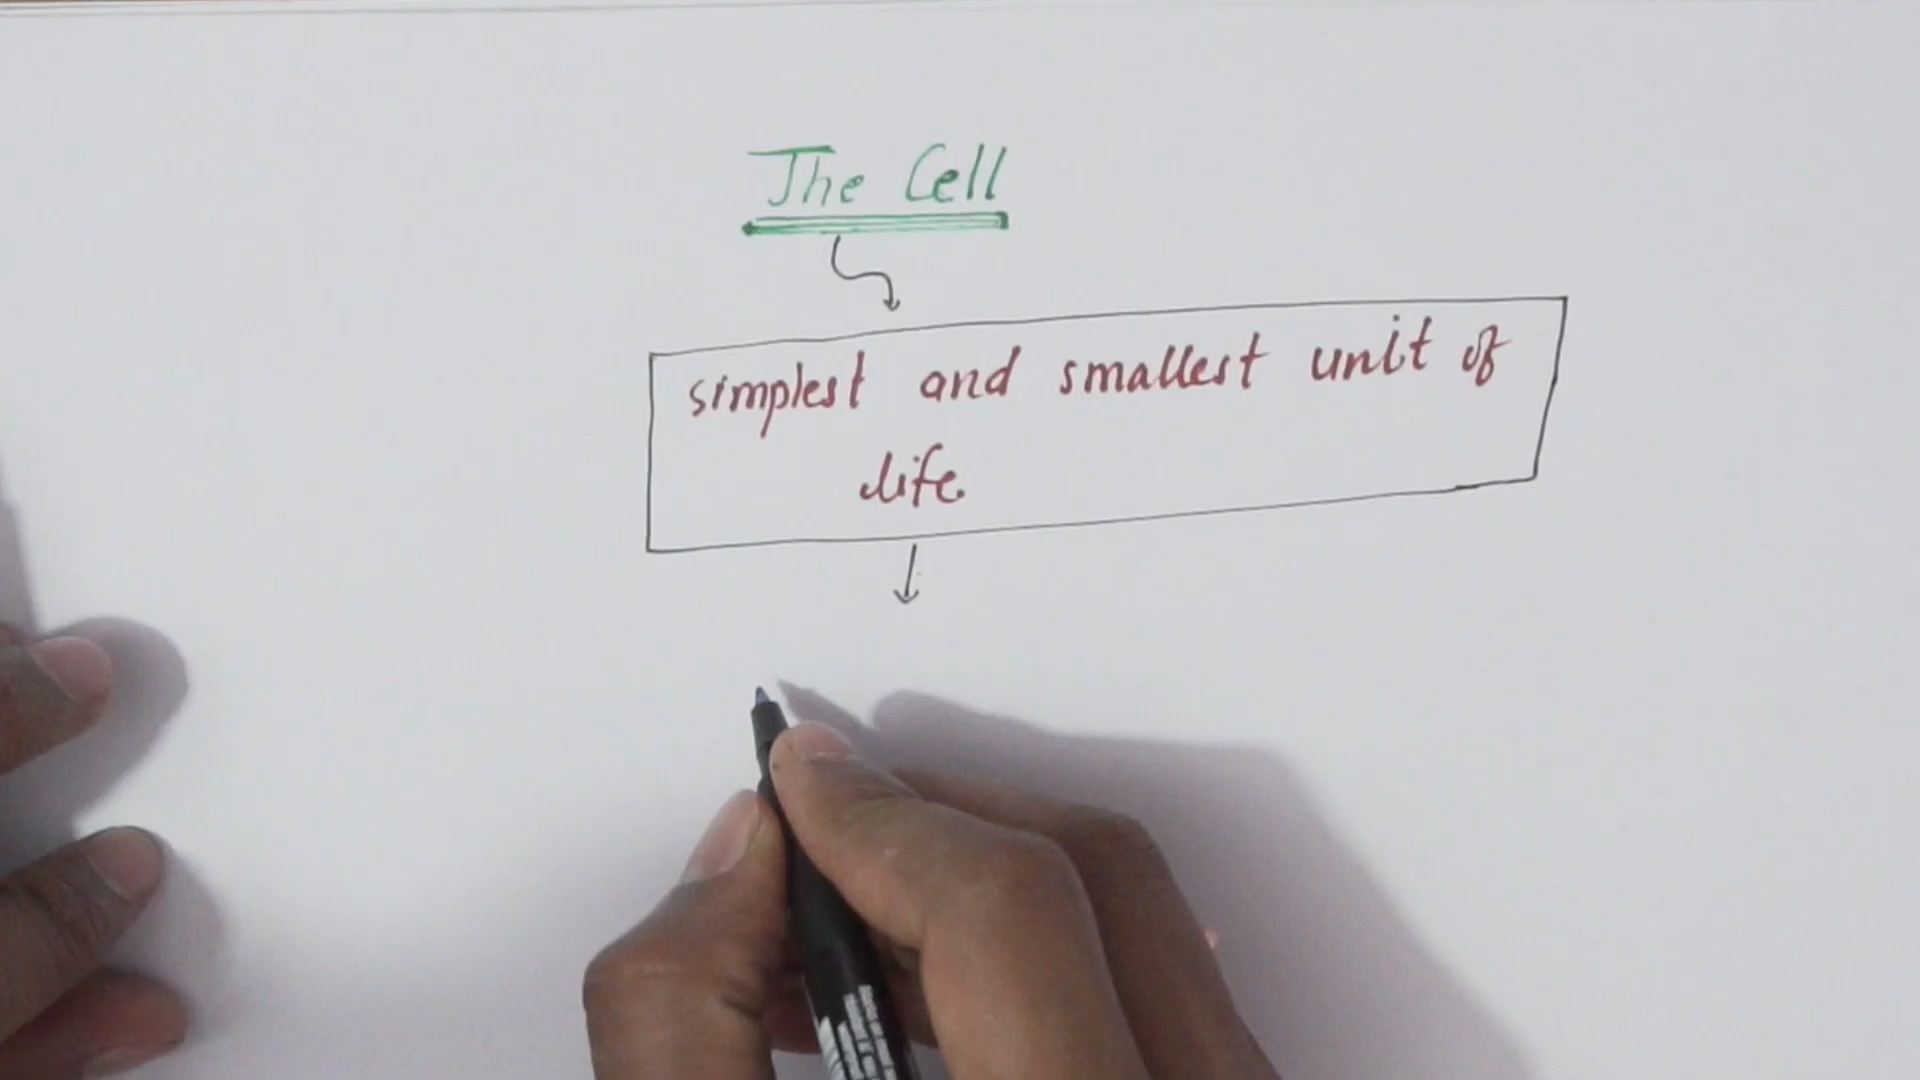 The Cell
simplest and smallest unit of
life.